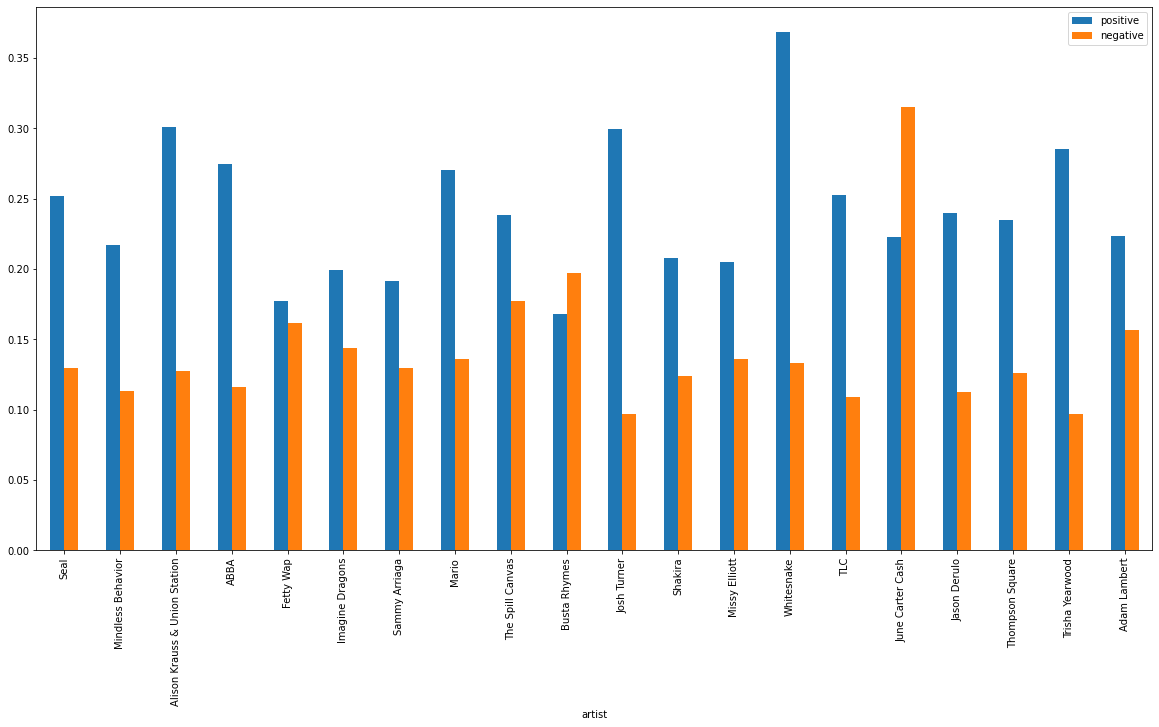 positive
negative
0.35
0.30
0.25
0.20
0.15
0.10
0.05
0.00
Seal
Mindless Behavior
Alison Krauss & Union Station
ABBA
Fetty Wap
Imagine Dragons
Sammy Arriaga
Mario
The Spill Canvas
Busta Rhymes
Josh Turner
Shakira
Missy Elliott
Whitesnake
TLC
June Carter Cash
Jason Derulo
Thompson Square
Trisha Yearwood
Adam Lambert
artist